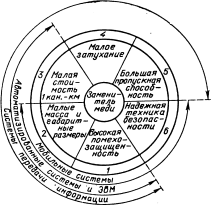 4
Малое
затухание
3
Малая
стои-
мость
кан.-км
Большая
пропускная
способ-
ность
5
Замени-
тель
меди
2
Малые
масса и
габарит-
ные
размеры
Надежная
техника
безопас-
ности
6
Высокая
помехо-
защищен-
ность
1
Мобильные системы
Автоматизированные системы и ЭВМ
Системы передачи информации